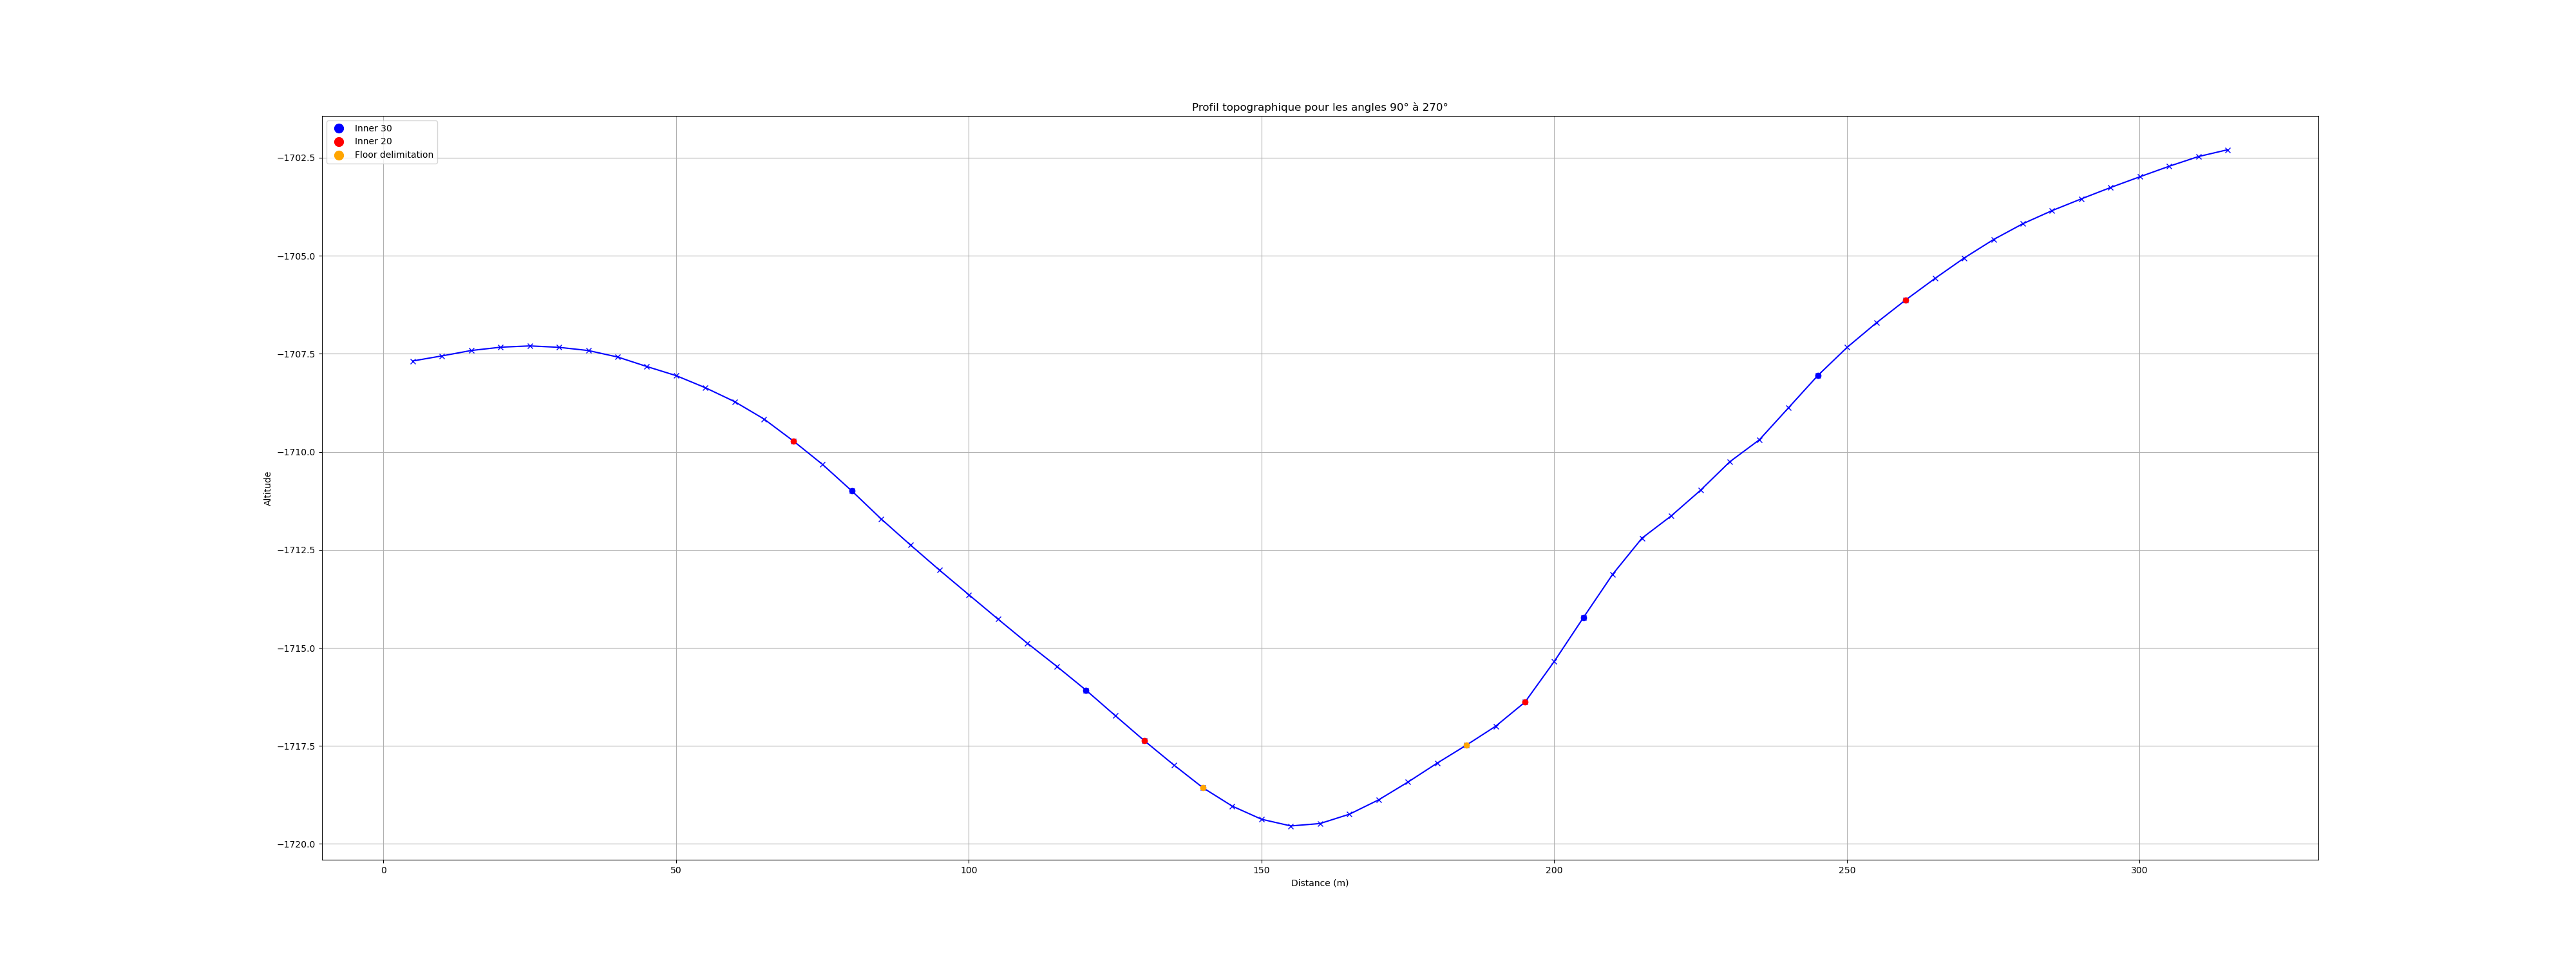 Profil topographique pour les angles 90° à 270°
Inner 30
Inner 20
Floor delimitation
−1702.5
−1705.0
−1707.5
−1710.0
−1712.5
−1715.0
−1717.5
−1720.0
Altitude
0 50 100 150 200 250 300
Distance (m)